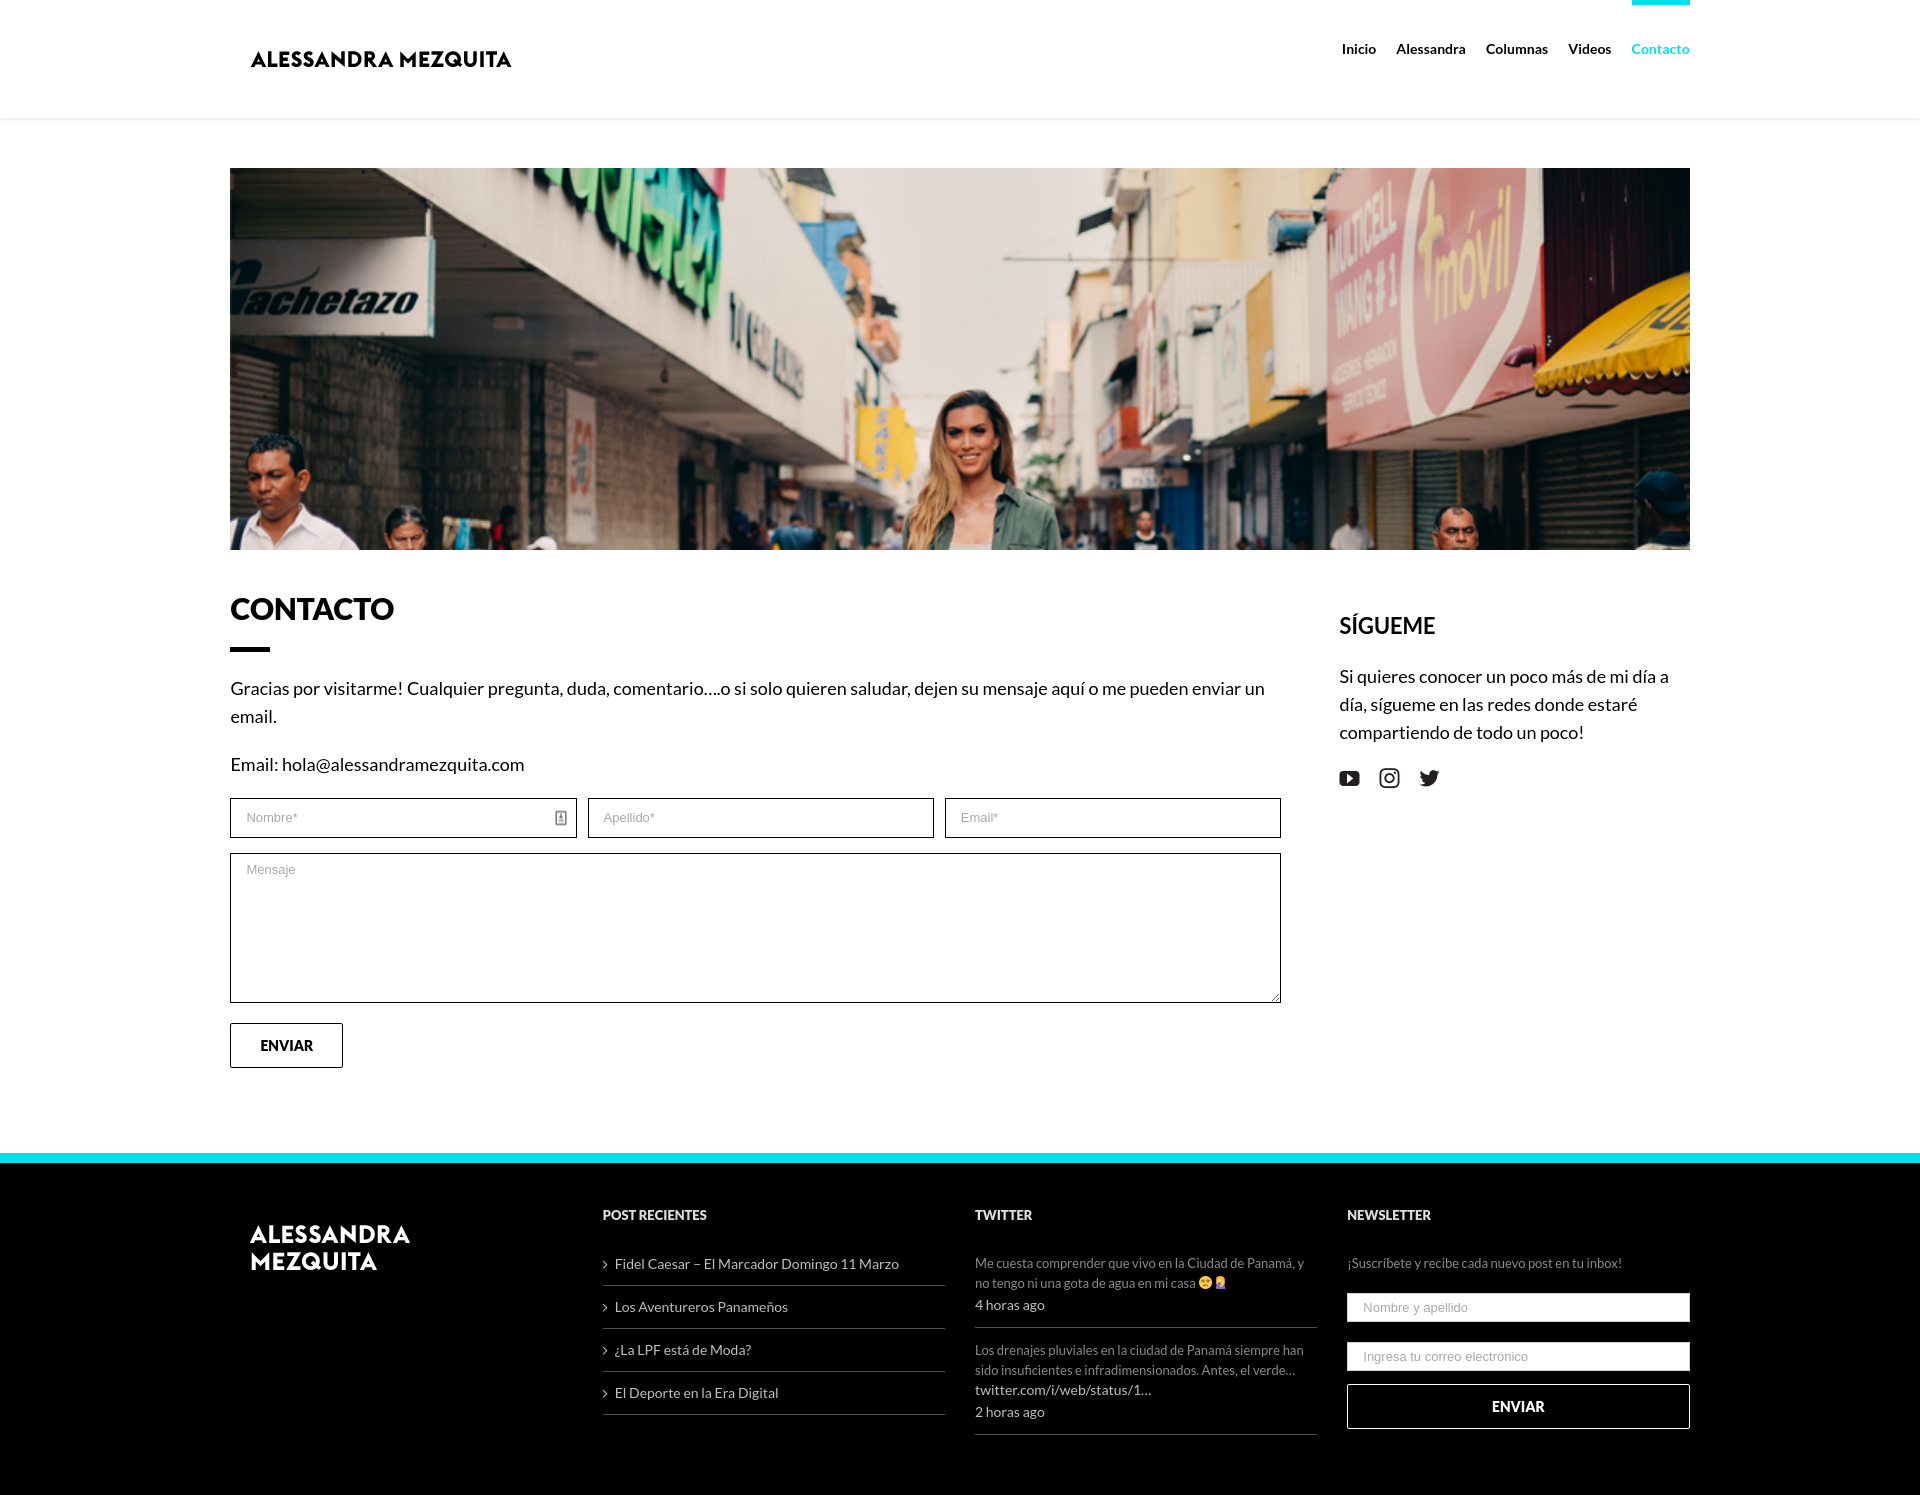 ALESSANDRA MEZQUITA
Inicio Alessandra Columnas Videos Contacto
achetazo
MULTICELL
WANG #1
móvil
SAKS
CONTACTO
SÍGUEME
Gracias por visitarme! Cualquier pregunta, duda, comentario….o si solo quieren saludar, dejen su mensaje aquí o me pueden enviar un
email.
Email: hola@alessandramezquita.com
Si quieres conocer un poco más de mi día a
día, sígueme en las redes donde estaré
compartiendo de todo un poco!
Nombre* Apellido* Email*
Mensaje
ENVIAR
ALESSANDRA
MEZQUITA
POST RECIENTES
Fidel Caesar – El Marcador Domingo 11 Marzo
Los Aventureros Panameños
¿La LPF está de Moda?
El Deporte en la Era Digital
TWITTER
Me cuesta comprender que vivo en la Ciudad de Panamá, y
no tengo ni una gota de agua en mi casa
4 horas ago
Los drenajes pluviales en la ciudad de Panamá siempre han
sido insuficientes e infradimensionados. Antes, el verde…
twitter.com/i/web/status/1…
2 horas ago
NEWSLETTER
¡Suscríbete y recibe cada nuevo post en tu inbox!
Nombre y apellido
Ingresa tu correo electrónico
ENVIAR